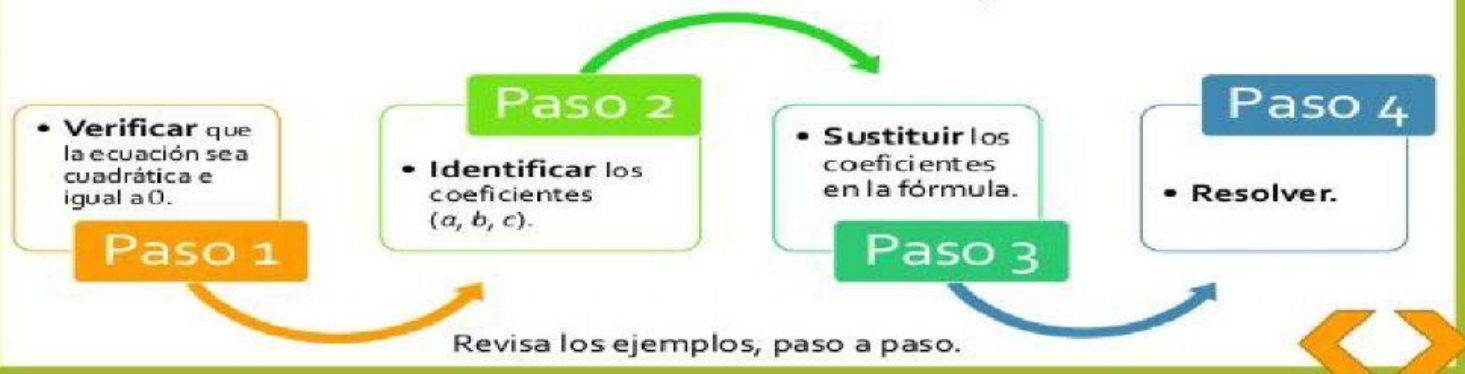 • Verificar que
la ecuación sea
cuadrática e
igual a 0.
Paso 1
Paso 2
• Identificar los
coeficientes
(a, b, c).
• Sustituir los
coeficientes
en la fórmula.
Paso 3
Paso 4
• Resolver.
Revisa los ejemplos, paso a paso.